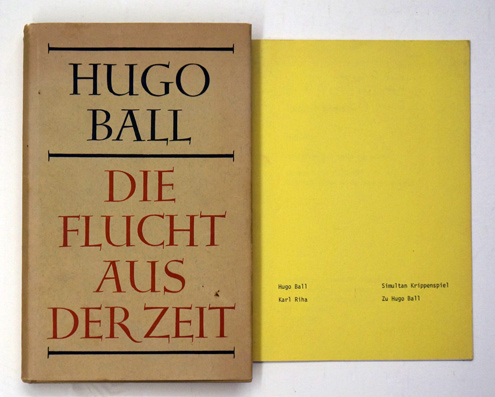 HUGO
BALL
DIE
FLUCHT
AUS
DER ZEIT
Hugo Ball Simultan Krippenspiel
Karl Riha Zu Hugo Ball